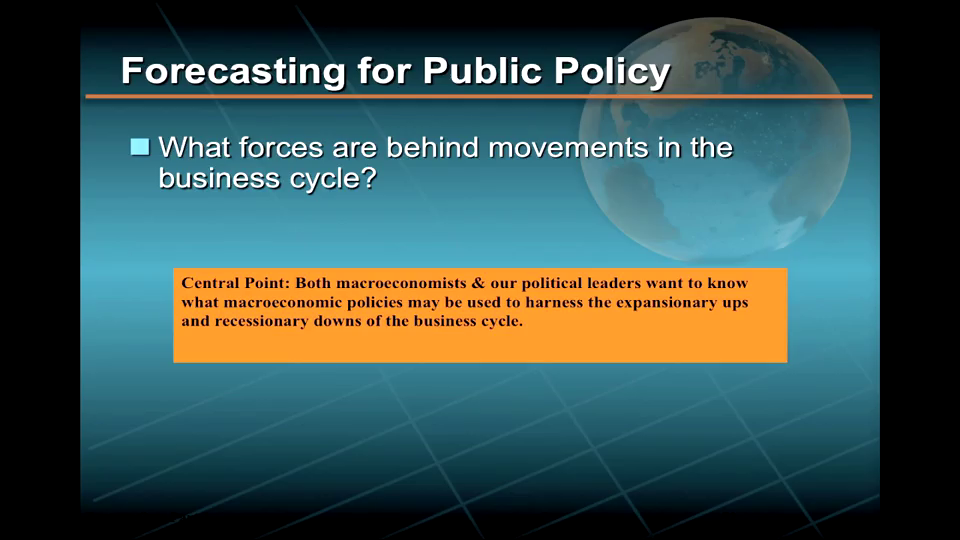 Forecasting for Public Policy
What forces are behind movements in the
business cycle?
Central Point: Both macroeconomists & our political leaders want to know
what macroeconomic policies may be used to harness the expansionary ups
and recessionary downs of the business cycle.